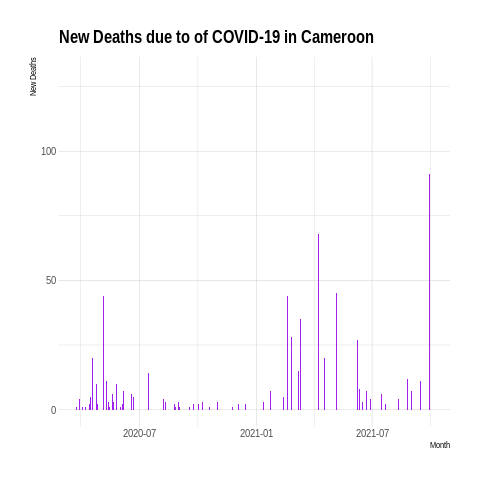 New Deaths due to of COVID-19 in Cameroon
New Deaths
100
50
0
2020-07
2021-01
2021-07
Month